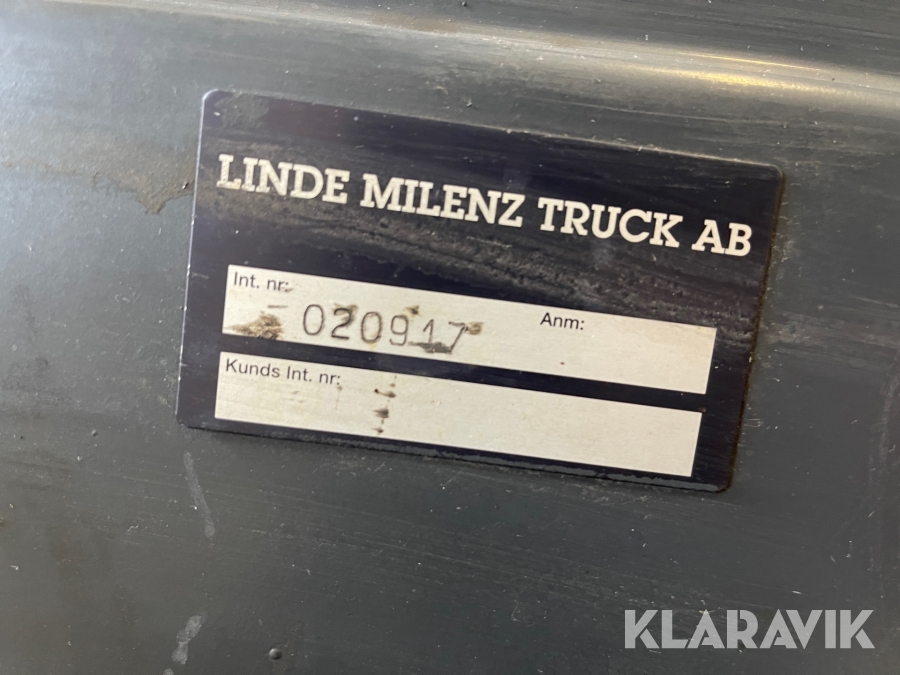 LINDE MILENZ TRUCK AB
Int. nr: Anm:
020917
Kunds Int. nr:
KLARAVIK